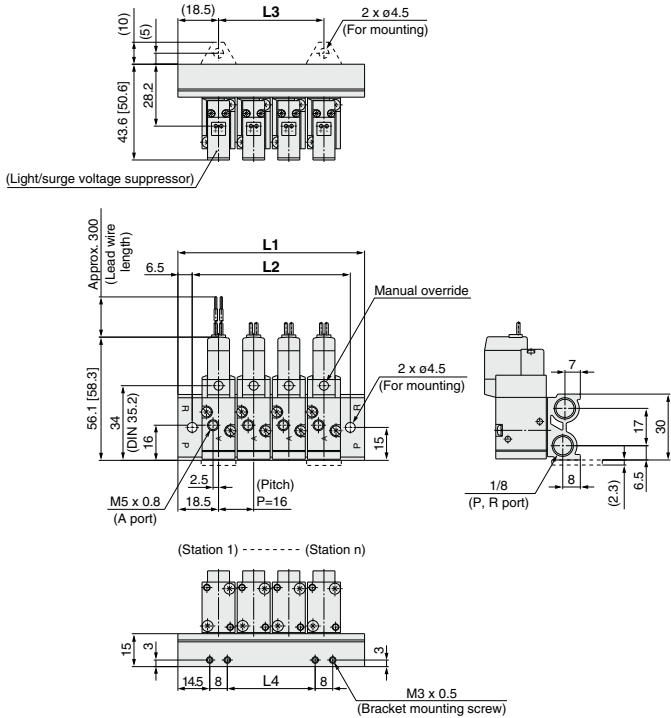 (18.5)
L3
2 x ø4.5
(For mounting)
(10)
(5)
28.2
43.6 [50.6]
(Light/surge voltage suppressor)
L1
L2
6.5
Approx. 300
(Lead wire
length)
Manual override
2 x ø4.5
(For mounting)
56.1 [58.3]
34
(DIN 35.2)
16
R
P
A
A
A
A
R
P
15
2.5
18.5
(Pitch)
P=16
M5 x 0.8
(A port)
7
17
30
1/8
(P, R port)
8
(2.3)
6.5
(Station 1) - - - - - - - (Station n)
15
3
14.5
8
L4
8
3
M3 x 0.5
(Bracket mounting screw)